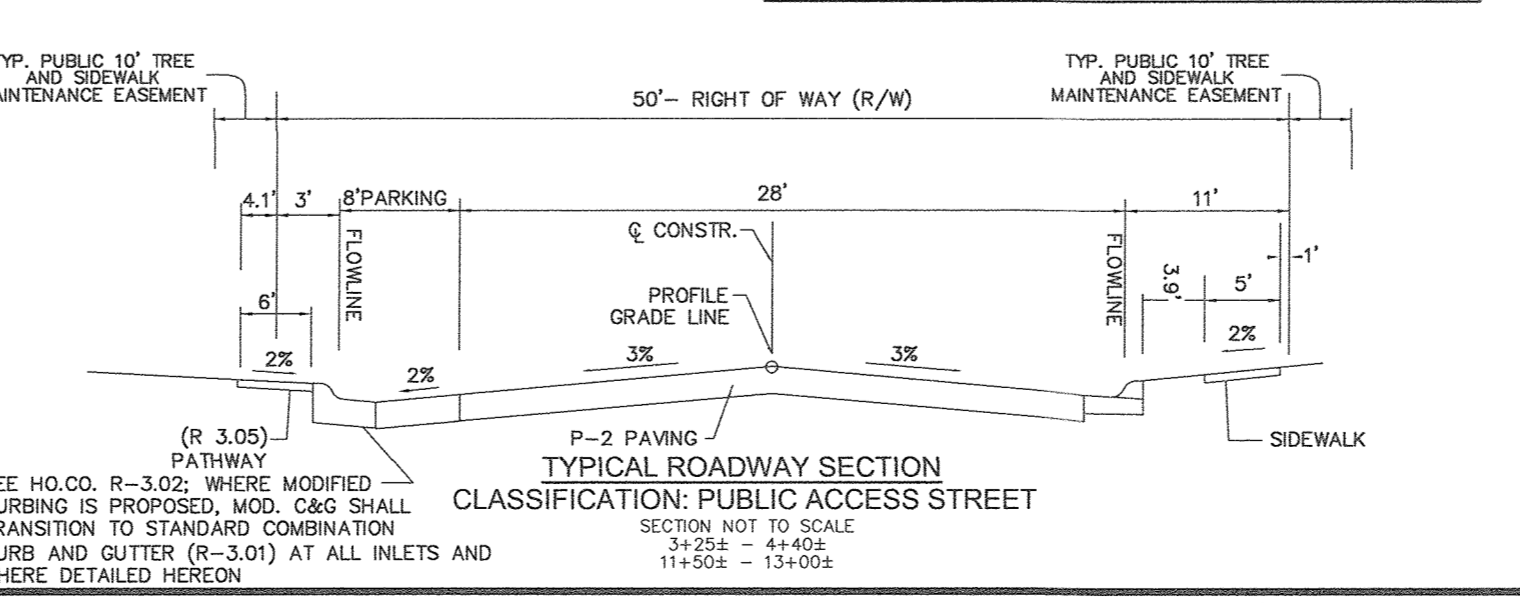 YP. PUBLIC 10' TREE
AND SIDEWALK
AINTENANCE EASEMENT
TYP. PUBLIC 10' TREE
AND SIDEWALK
MAINTENANCE EASEMENT
50'- RIGHT OF WAY (R/W)
4.1'
3'
8'PARKING
28'
11'
FLOWLINE
℄ CONSTR.
FLOWLINE
1'
3.9'
5'
6'
PROFILE
GRADE LINE
2%
2%
3%
3%
2%
(R 3.05)
PATHWAY
P-2 PAVING
SIDEWALK
EE HO.CO. R-3.02; WHERE MODIFIED
URBING IS PROPOSED, MOD. C&G SHALL
RANSITION TO STANDARD COMBINATION
URB AND GUTTER (R-3.01) AT ALL INLETS AND
HERE DETAILED HEREON
TYPICAL ROADWAY SECTION
CLASSIFICATION: PUBLIC ACCESS STREET
SECTION NOT TO SCALE
3+25± - 4+40±
11+50± - 13+00±